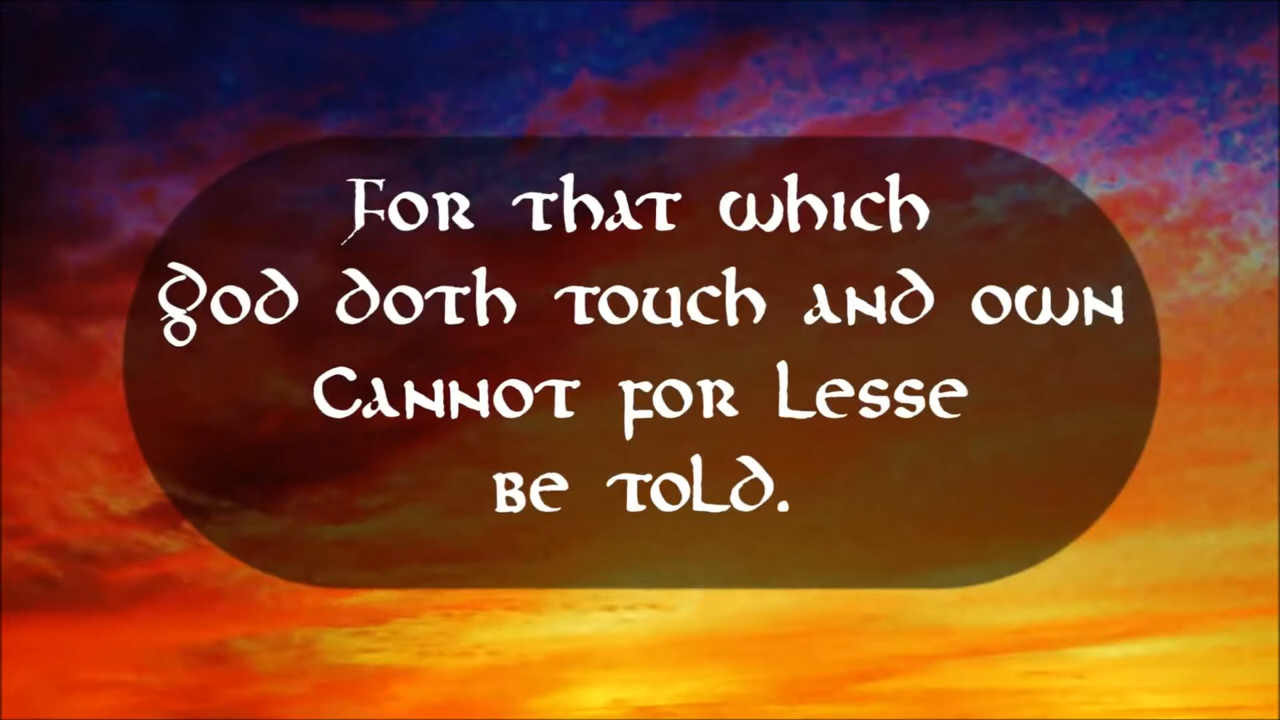 For that which
God doth touch and own
Cannot for lesse
be told.